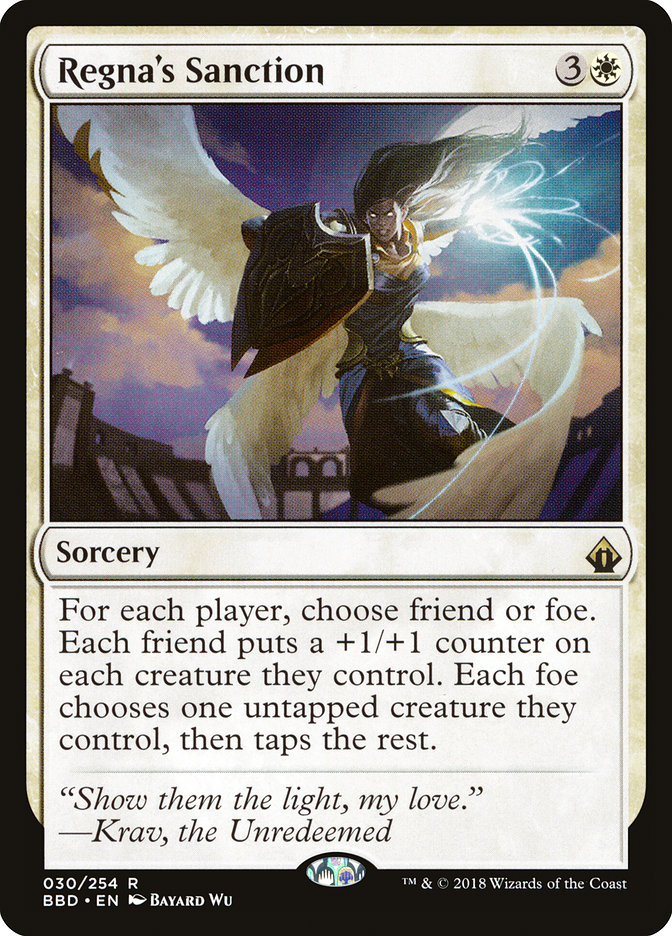 Regna's Sanction 3
Sorcery
For each player, choose friend or foe.
Each friend puts a +1/+1 counter on
each creature they control. Each foe
chooses one untapped creature they
control, then taps the rest.
“Show them the light, my love.”
—Krav, the Unredeemed
030/254 R
BBD • EN Bayard Wu
™ & © 2018 Wizards of the Coast